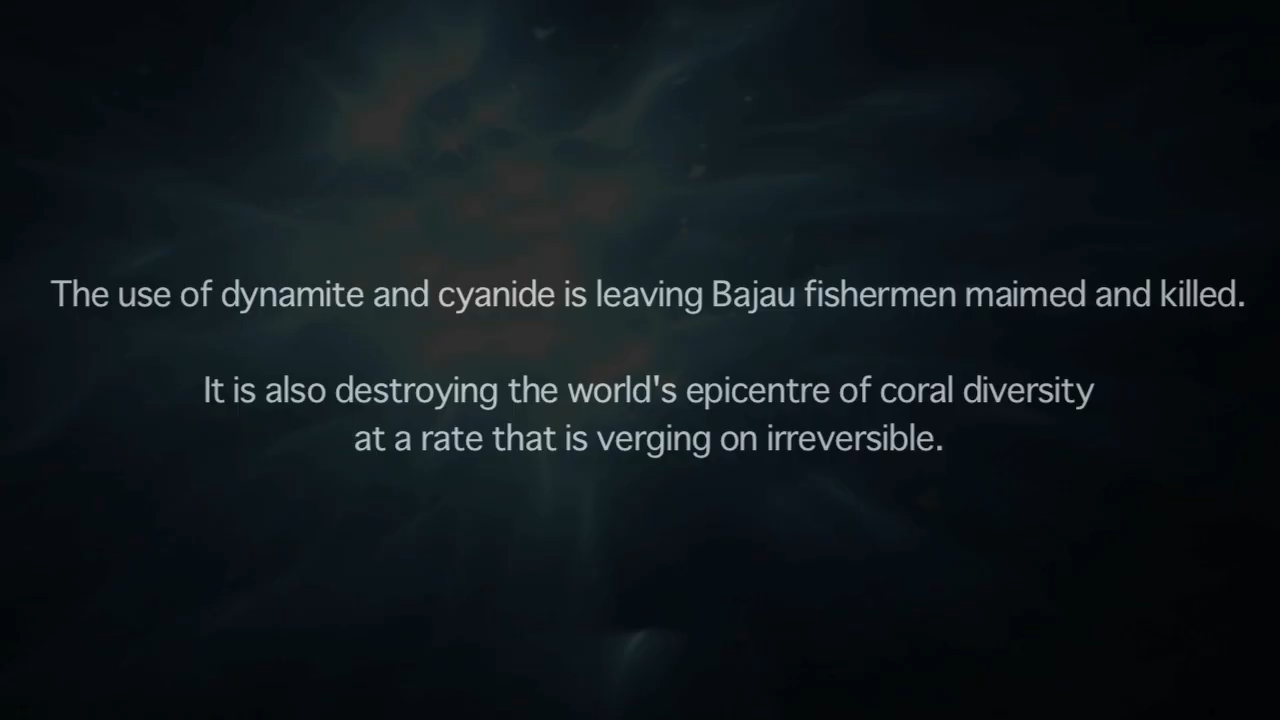 The use of dynamite and cyanide is leaving Bajau fishermen maimed and killed.
It is also destroying the world's epicentre of coral diversity
at a rate that is verging on irreversible.